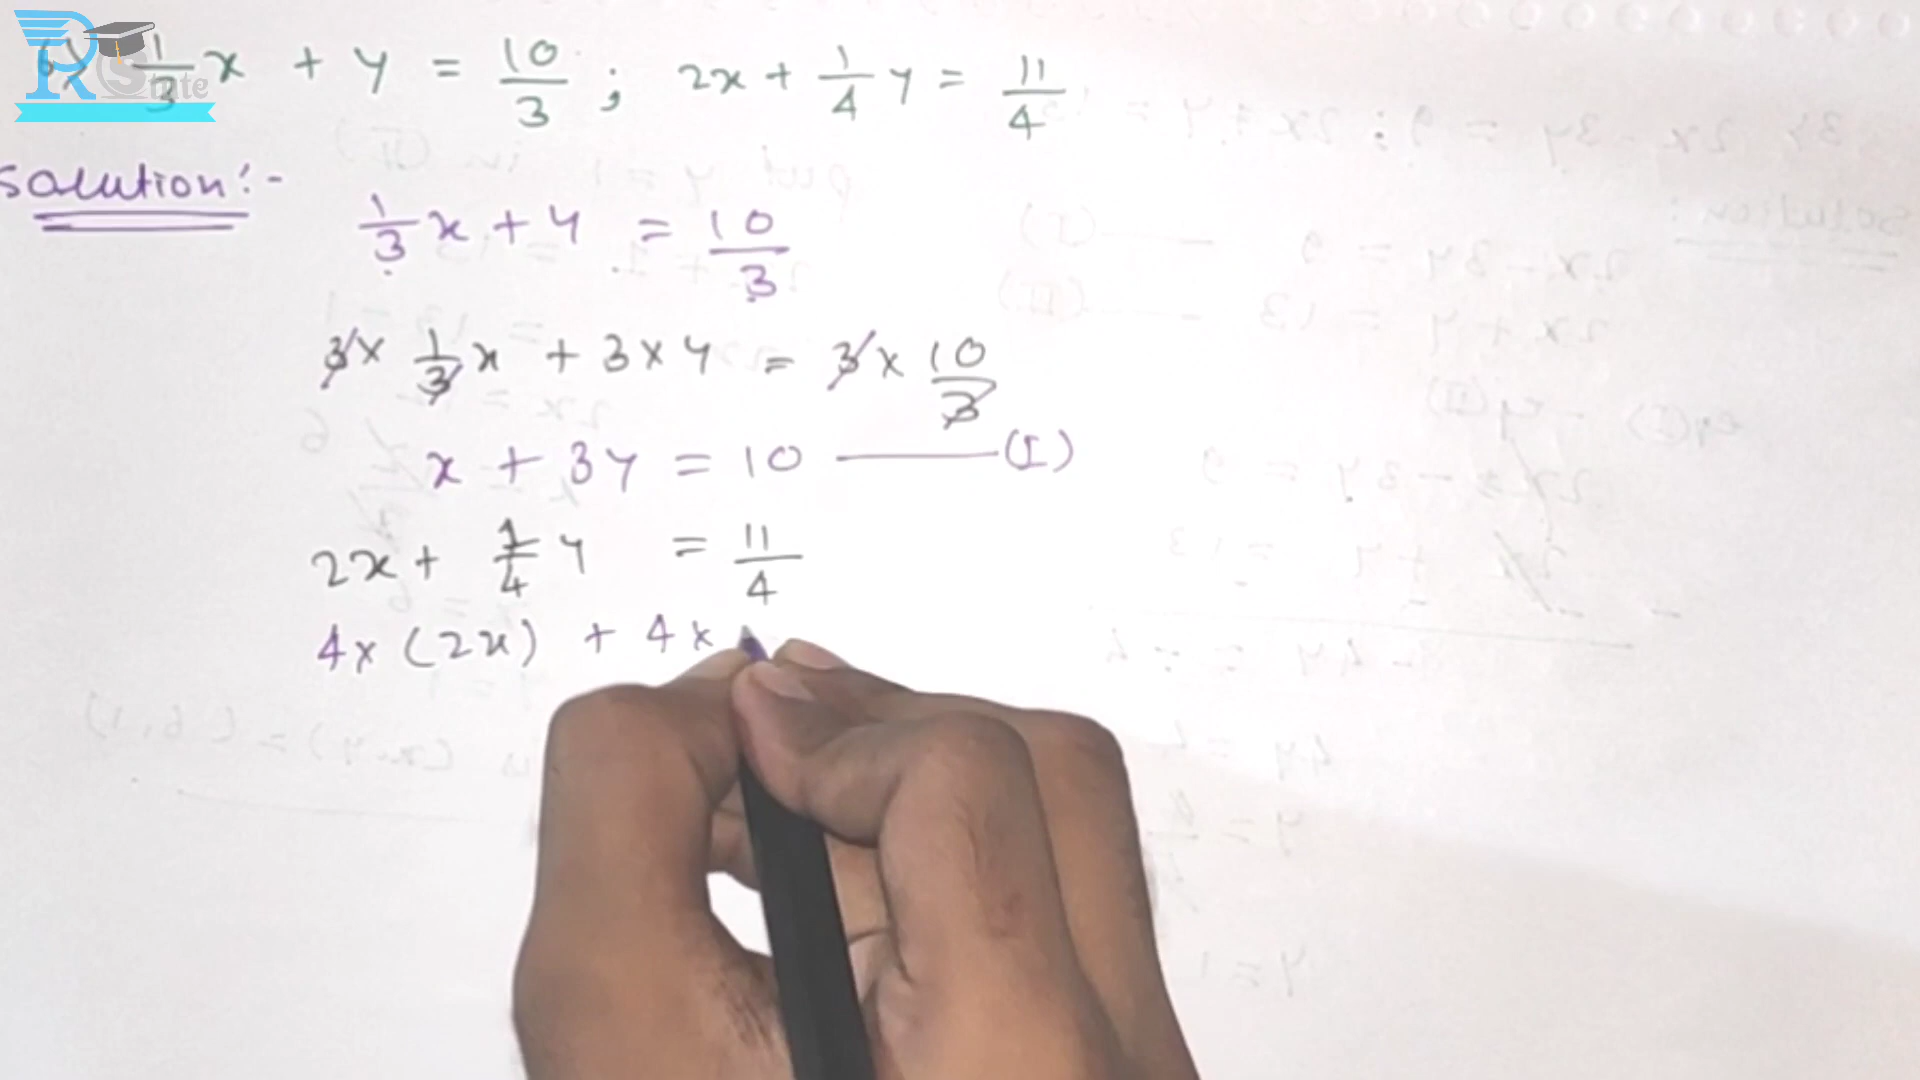 6) 1/3 x + y = 10/3 ; 2x + 1/4 y = 11/4
Solution:-
1/3 x + y = 10/3
3 × 1/3 x + 3 × y = 3 × 10/3
x + 3y = 10 —— (I)
2x + 1/4 y = 11/4
4 × (2x) + 4 ×